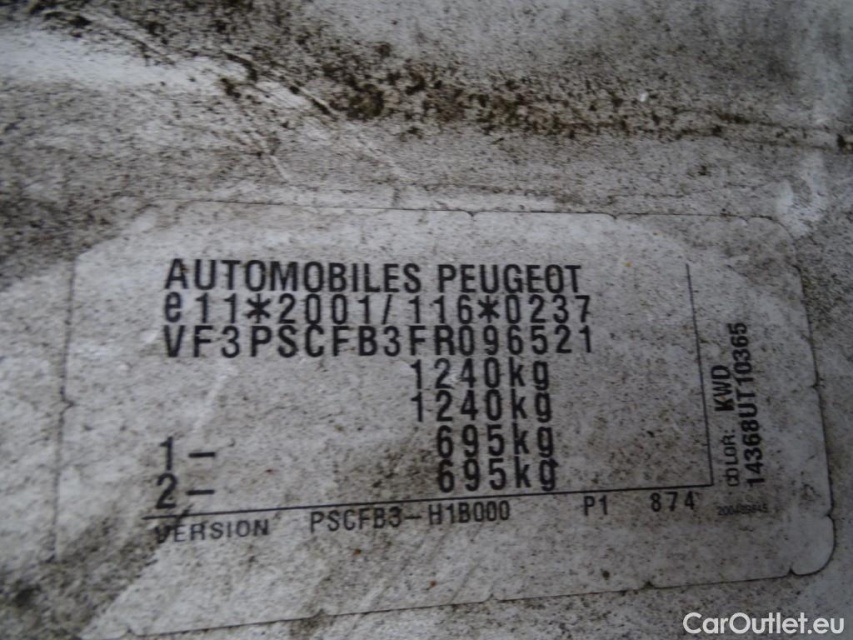 AUTOMOBILES PEUGEOT
e11*2001/116*0237
VF3PSCFB3FR096521
1240kg
1240kg
1- 695kg
2- 695kg
VERSION PSCFB3-H1B000 P1 874
COLOR: KWD
14368UT10365
CarOutlet.eu